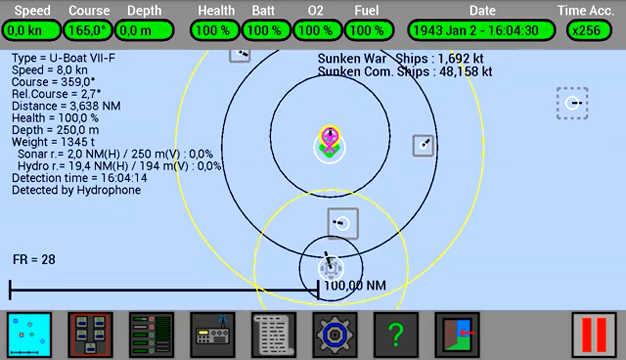 Speed Course Depth Health Batt O2 Fuel Date Time Acc.
0,0 kn 165,0° 0,0 m 100 % 100 % 100 % 100 % 1943 Jan 2 - 16:04:30 x256
Type = U-Boat VII-F
Speed = 8,0 kn
Course = 359,0°
Rel.Course = 2,7°
Distance = 3,638 NM
Health = 100,0 %
Depth = 250,0 m
Weight = 1345 t
Sonar r.= 2,0 NM(H) / 250 m(V) : 0,0%
Hydro r.= 19,4 NM(H) / 194 m(V) : 0,0%
Detection time = 16:04:14
Detected by Hydrophone
Sunken War Ships : 1,692 kt
Sunken Com. Ships : 48,158 kt
FR = 28
100,00 NM
?